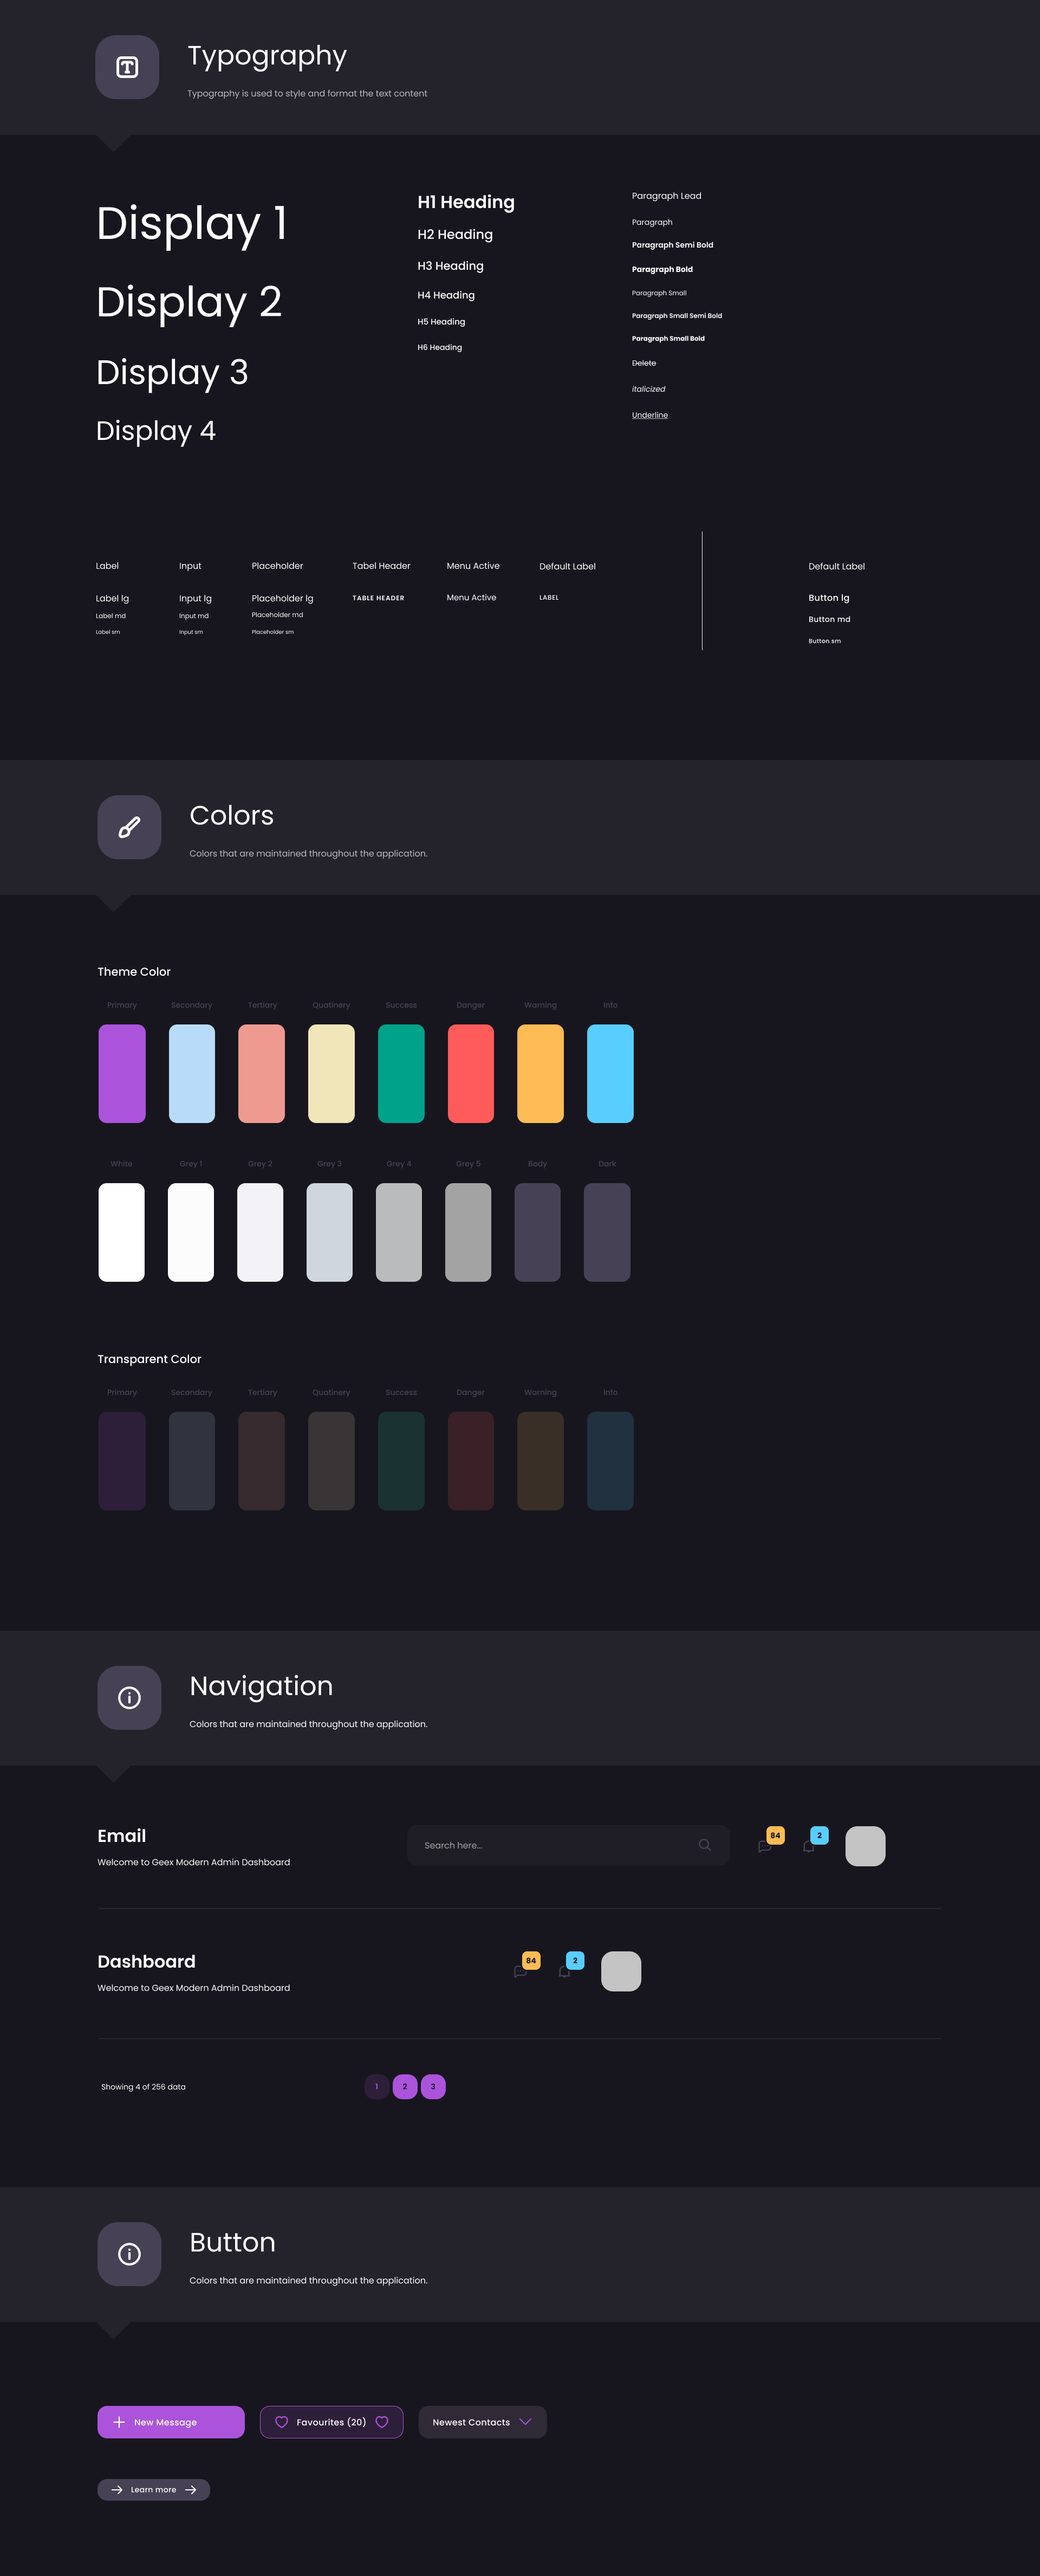 Typography
Typography is used to style and format the text content
Display 1
Display 2
Display 3
Display 4
H1 Heading
H2 Heading
H3 Heading
H4 Heading
H5 Heading
H6 Heading
Paragraph Lead
Paragraph
Paragraph Semi Bold
Paragraph Bold
Paragraph Small
Paragraph Small Semi Bold
Paragraph Small Bold
Delete
italicized
Underline
Label
Label lg
Label md
Label sm
Input
Input lg
Input md
Input sm
Placeholder
Placeholder lg
Placeholder md
Placeholder sm
Tabel Header
TABLE HEADER
Menu Active
Menu Active
Default Label
LABEL
Default Label
Button lg
Button md
Button sm
Colors
Colors that are maintained throughout the application.
Theme Color
Primary Secondary Tertiary Quatinery Success Danger Warning Info
White Grey 1 Grey 2 Grey 3 Grey 4 Grey 5 Body Dark
Transparent Color
Primary Secondary Tertiary Quatinery Success Danger Warning Info
Navigation
Colors that are maintained throughout the application.
Email
Welcome to Geex Modern Admin Dashboard
Search here...
84
2
Dashboard
Welcome to Geex Modern Admin Dashboard
84
2
Showing 4 of 256 data
1 2 3
Button
Colors that are maintained throughout the application.
New Message
Favourites (20)
Newest Contacts
Learn more